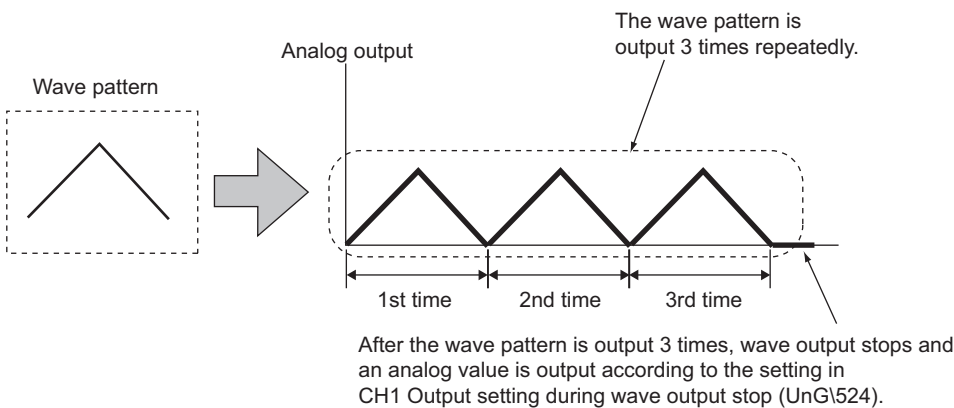 The wave pattern is
output 3 times repeatedly.
Analog output
Wave pattern
1st time
2nd time
3rd time
After the wave pattern is output 3 times, wave output stops and
an analog value is output according to the setting in
CH1 Output setting during wave output stop (UnG\524).